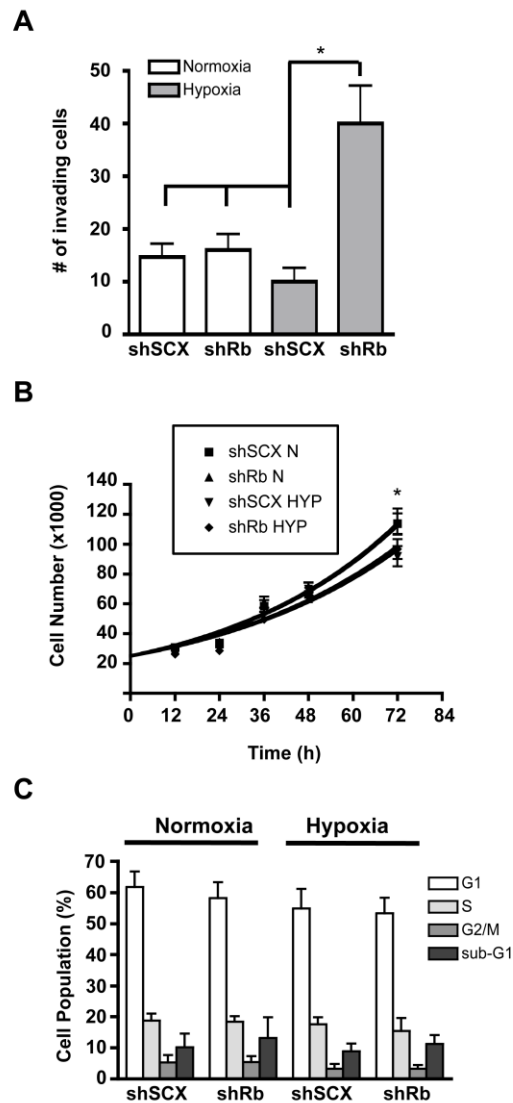 A
*
Normoxia
Hypoxia
50
40
30
20
10
0
# of invading cells
shSCX shRb shSCX shRb
B
shSCX N
shRb N
shSCX HYP
shRb HYP
*
140
120
100
80
60
40
20
Cell Number (x1000)
0 12 24 36 48 60 72 84
Time (h)
C
Normoxia Hypoxia
70
60
50
40
30
20
10
0
Cell Population (%)
G1
S
G2/M
sub-G1
shSCX shRb shSCX shRb